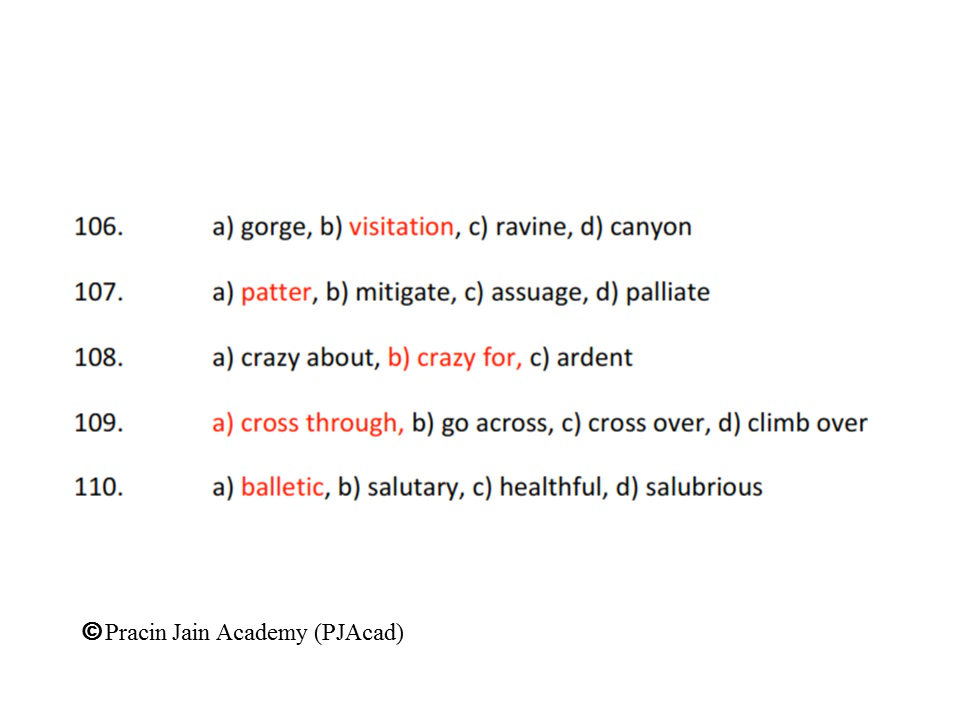 106. a) gorge, b) visitation, c) ravine, d) canyon
107. a) patter, b) mitigate, c) assuage, d) palliate
108. a) crazy about, b) crazy for, c) ardent
109. a) cross through, b) go across, c) cross over, d) climb over
110. a) balletic, b) salutary, c) healthful, d) salubrious
©Pracin Jain Academy (PJAcad)